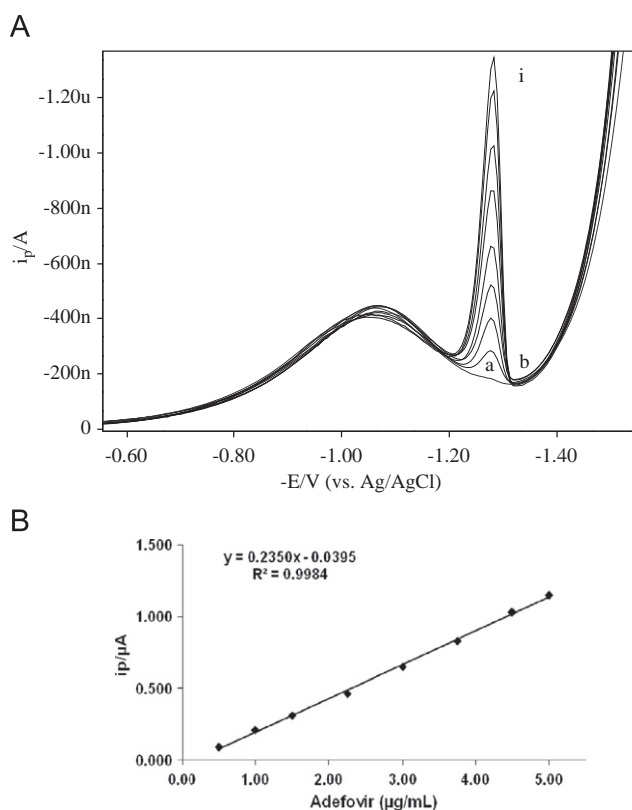 A
-1.20u
-1.00u
-800n
-600n
-400n
-200n
0
i_p/A
i
a
b
-0.60 -0.80 -1.00 -1.20 -1.40
-E/V (vs. Ag/AgCl)
B
1.500
1.000
0.500
0.000
ip/µA
y = 0.2350x - 0.0395
R² = 0.9984
0.00 1.00 2.00 3.00 4.00 5.00
Adefovir (µg/mL)